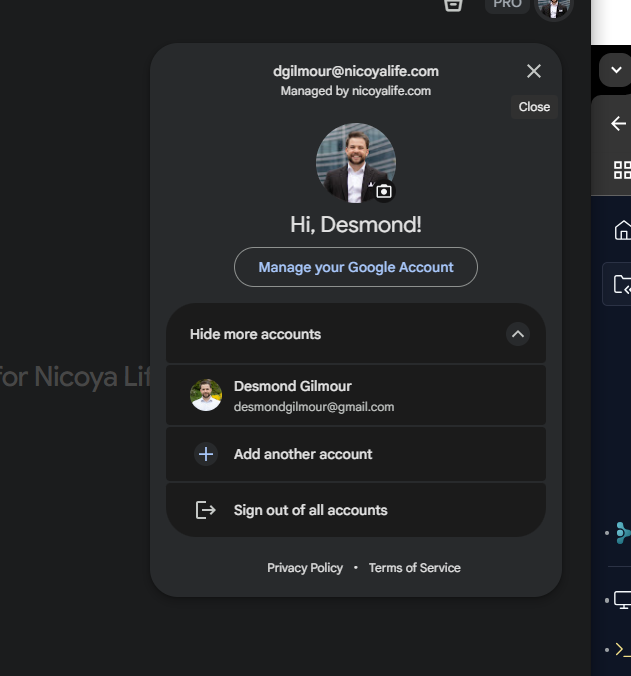 PRO
dgilmour@nicoyalife.com
Managed by nicoyalife.com
Close
Hi, Desmond!
Manage your Google Account
Hide more accounts
for Nicoya Lif
Desmond Gilmour
desmondgilmour@gmail.com
Add another account
Sign out of all accounts
Privacy Policy • Terms of Service